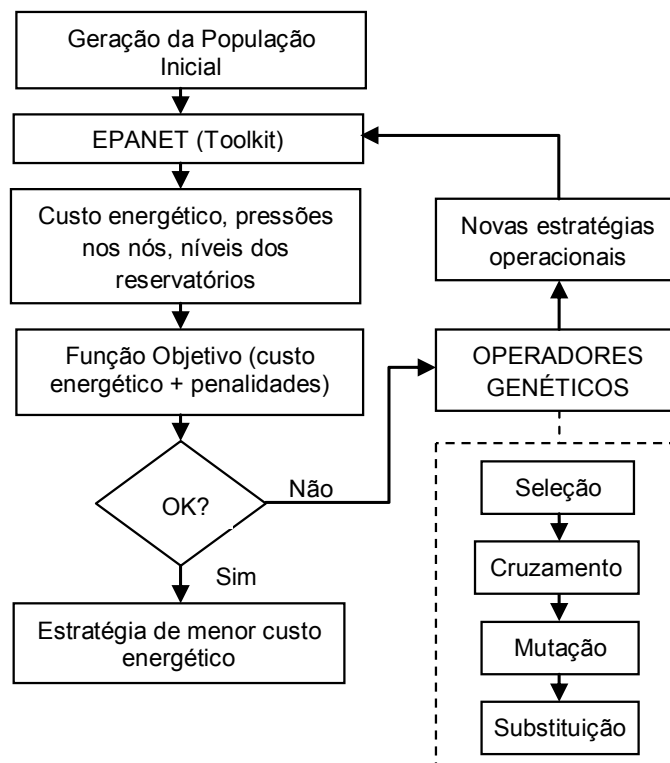 Geração da População
Inicial
EPANET (Toolkit)
Custo energético, pressões
nos nós, níveis dos
reservatórios
Função Objetivo (custo
energético + penalidades)
OK?
Não
Sim
Estratégia de menor custo
energético
Novas estratégias
operacionais
OPERADORES
GENÉTICOS
Seleção
Cruzamento
Mutação
Substituição